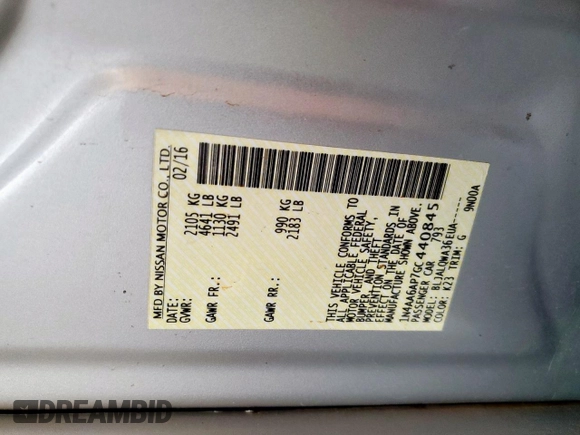 MFD BY NISSAN MOTOR CO., LTD.
DATE: 02/16
GVWR: 2105 KG
4641 LB
GAWR FR.: 1130 KG
2491 LB
GAWR RR.: 990 KG
2183 LB
THIS VEHICLE CONFORMS TO
ALL APPLICABLE FEDERAL
MOTOR VEHICLE SAFETY,
BUMPER, AND THEFT
PREVENTION STANDARDS IN
EFFECT ON THE DATE OF
MANUFACTURE SHOWN ABOVE.
1N4AA6AP7GC440845
PASSENGER CAR 793
MODEL: BLJALOWA36EUA-----
COLOR: K23 TRIM: G 9N00A
DREAMBID